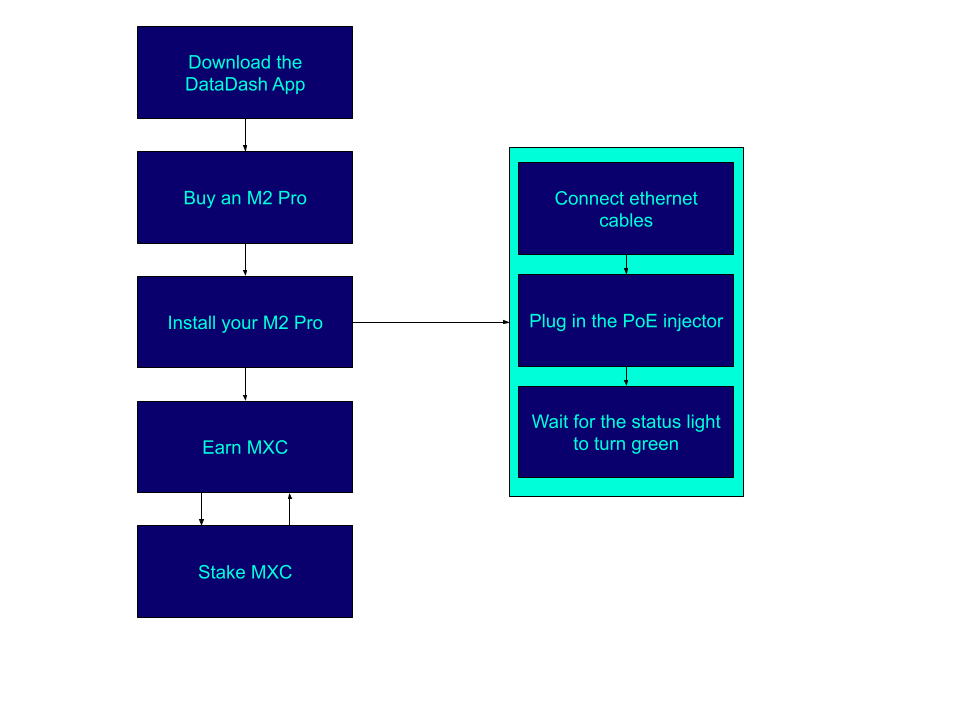 Download the
DataDash App
Buy an M2 Pro
Install your M2 Pro
Earn MXC
Stake MXC
Connect ethernet
cables
Plug in the PoE injector
Wait for the status light
to turn green